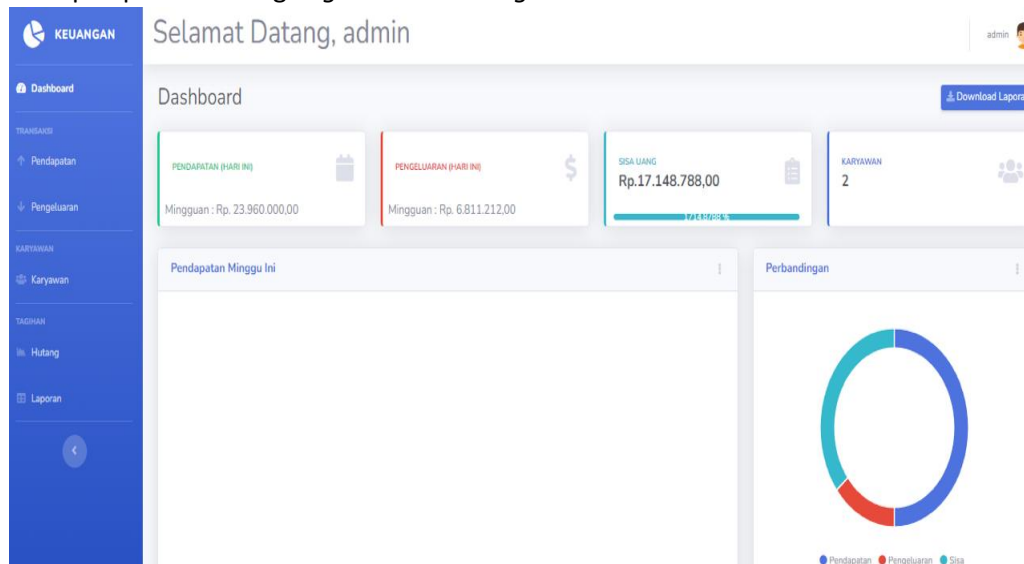 KEUANGAN
Selamat Datang, admin
admin
Dashboard
Dashboard
Download Lapora
TRANSAKSI
Pendapatan
Pengeluaran
KARYAWAN
Karyawan
TAGIHAN
Hutang
Laporan
PENDAPATAN (HARI INI)
Mingguan : Rp. 23.960.000,00
PENGELUARAN (HARI INI)
Mingguan : Rp. 6.811.212,00
SISA UANG
Rp.17.148.788,00
KARYAWAN
2
Pendapatan Minggu Ini
Perbandingan
Pendapatan Pengeluaran Sisa